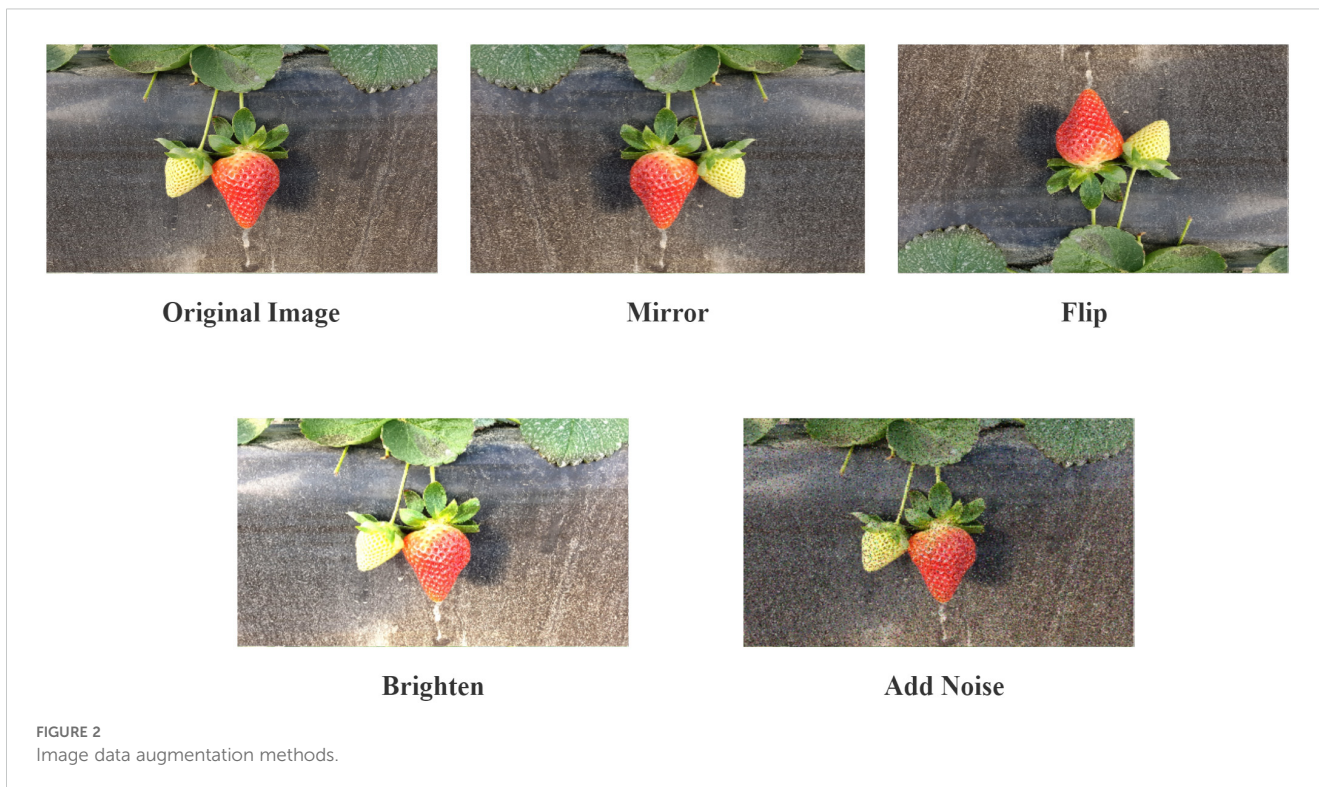 Original Image
Mirror
Flip
Brighten
Add Noise
FIGURE 2
Image data augmentation methods.